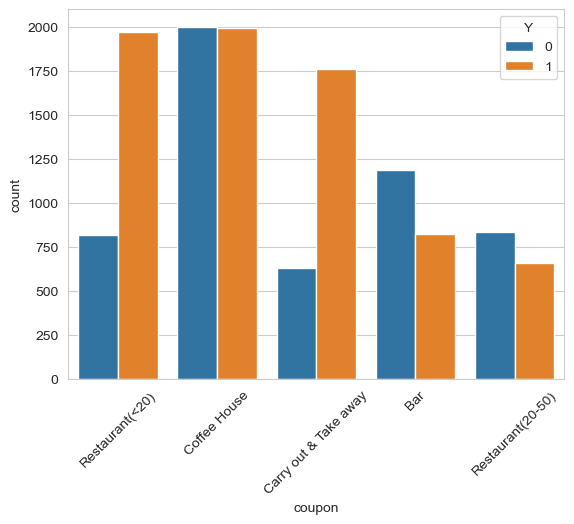 2000
1750
1500
1250
1000
750
500
250
0
count
Y
0
1
Restaurant(<20)
Coffee House
Carry out & Take away
Bar
Restaurant(20-50)
coupon